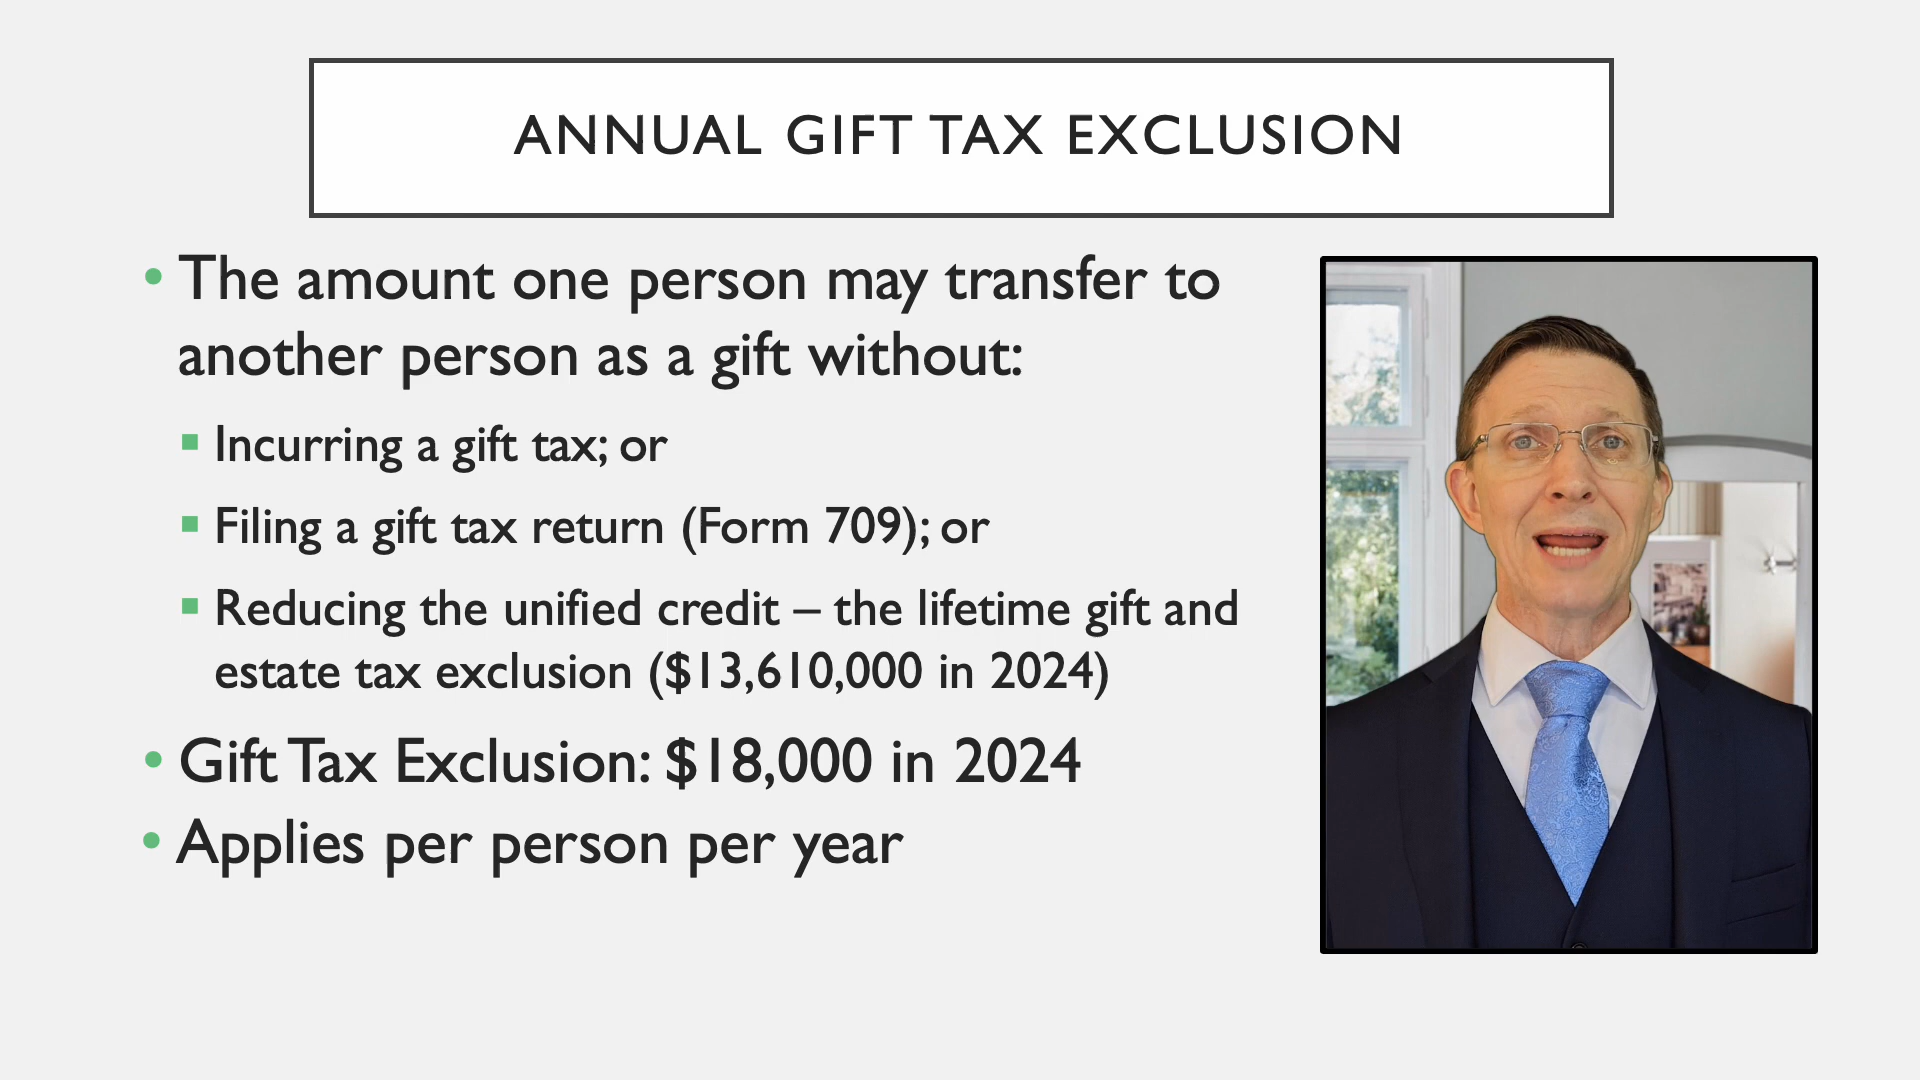 ANNUAL GIFT TAX EXCLUSION
• The amount one person may transfer to
another person as a gift without:
▪ Incurring a gift tax; or
▪ Filing a gift tax return (Form 709); or
▪ Reducing the unified credit – the lifetime gift and
estate tax exclusion ($13,610,000 in 2024)
• Gift Tax Exclusion: $18,000 in 2024
• Applies per person per year